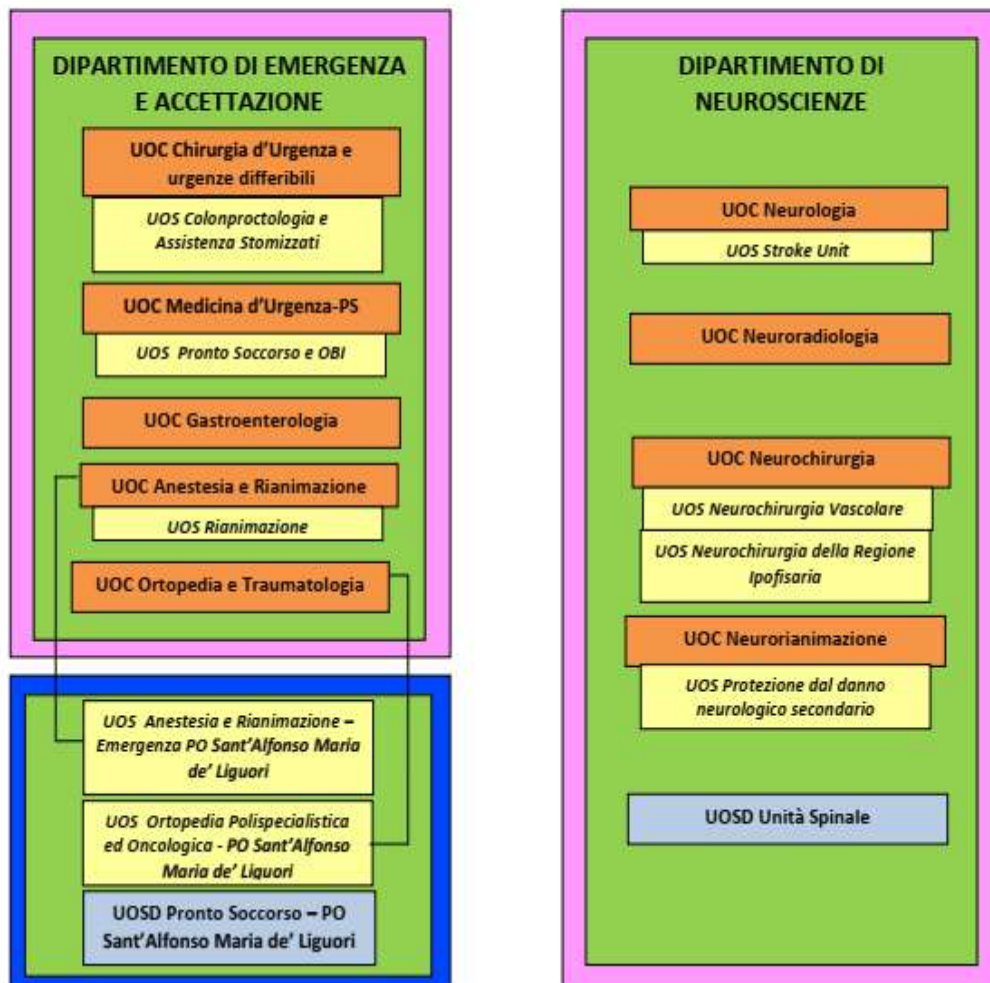 DIPARTIMENTO DI EMERGENZA
E ACCETTAZIONE
UOC Chirurgia d'Urgenza e
urgenze differibili
UOS Colonproctologia e
Assistenza Stomizzati
UOC Medicina d'Urgenza-PS
UOS Pronto Soccorso e OBI
UOC Gastroenterologia
UOC Anestesia e Rianimazione
UOS Rianimazione
UOC Ortopedia e Traumatologia
UOS Anestesia e Rianimazione –
Emergenza PO Sant'Alfonso Maria
de' Liguori
UOS Ortopedia Polispecialistica
ed Oncologica - PO Sant'Alfonso
Maria de' Liguori
UOSD Pronto Soccorso – PO
Sant'Alfonso Maria de' Liguori
DIPARTIMENTO DI
NEUROSCIENZE
UOC Neurologia
UOS Stroke Unit
UOC Neuroradiologia
UOC Neurochirurgia
UOS Neurochirurgia Vascolare
UOS Neurochirurgia della Regione
Ipofisaria
UOC Neurorianimazione
UOS Protezione dal danno
neurologico secondario
UOSD Unità Spinale